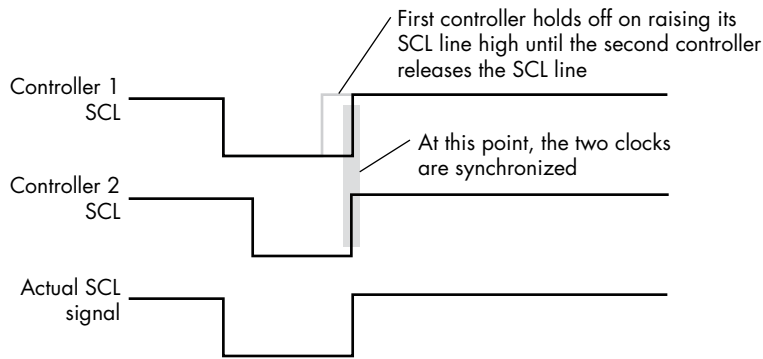 First controller holds off on raising its
SCL line high until the second controller
releases the SCL line
Controller 1
SCL
At this point, the two clocks
are synchronized
Controller 2
SCL
Actual SCL
signal